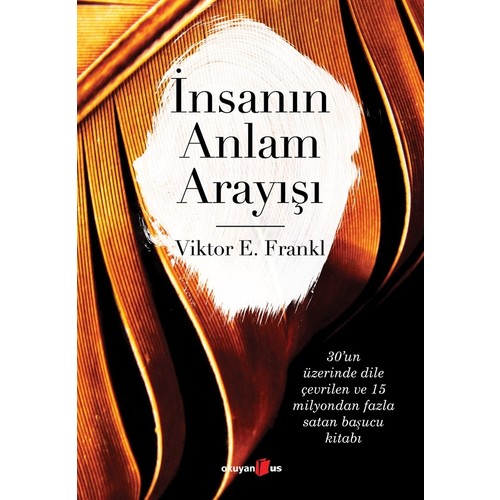 İnsanın
Anlam
Arayışı
Viktor E. Frankl
30'un
üzerinde dile
çevrilen ve 15
milyondan fazla
satan başucu
kitabı
okuyan us